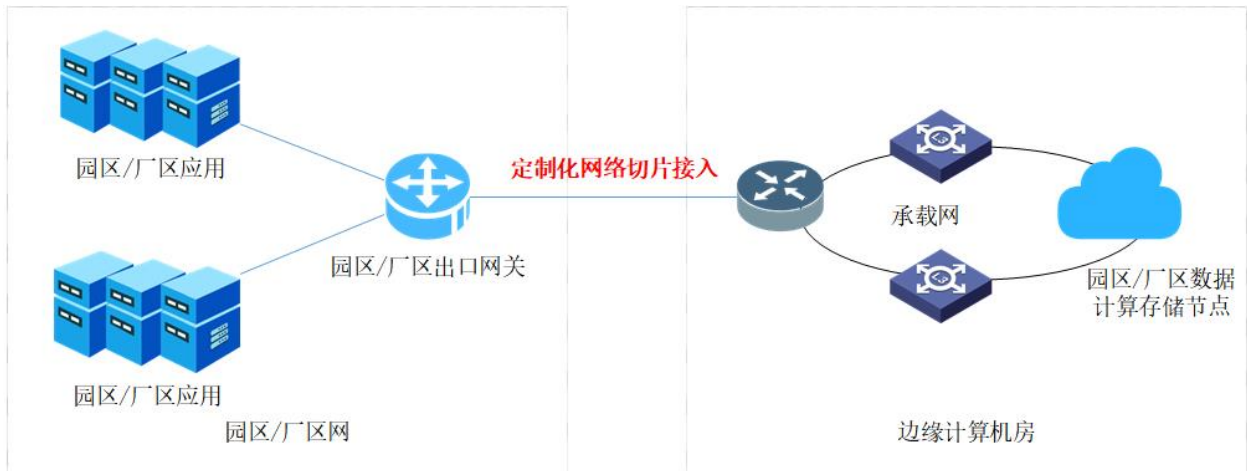 园区/厂区应用
定制化网络切片接入
承载网
园区/厂区出口网关
园区/厂区数据
计算存储节点
园区/厂区应用
园区/厂区网
边缘计算机房